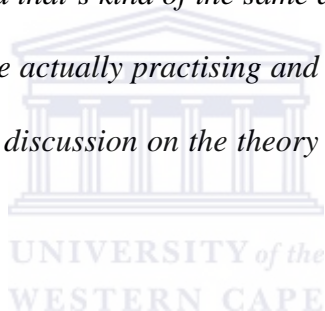 that's kind of the same
e actually practising and
discussion on the theory
UNIVERSITY of the
WESTERN CAPE